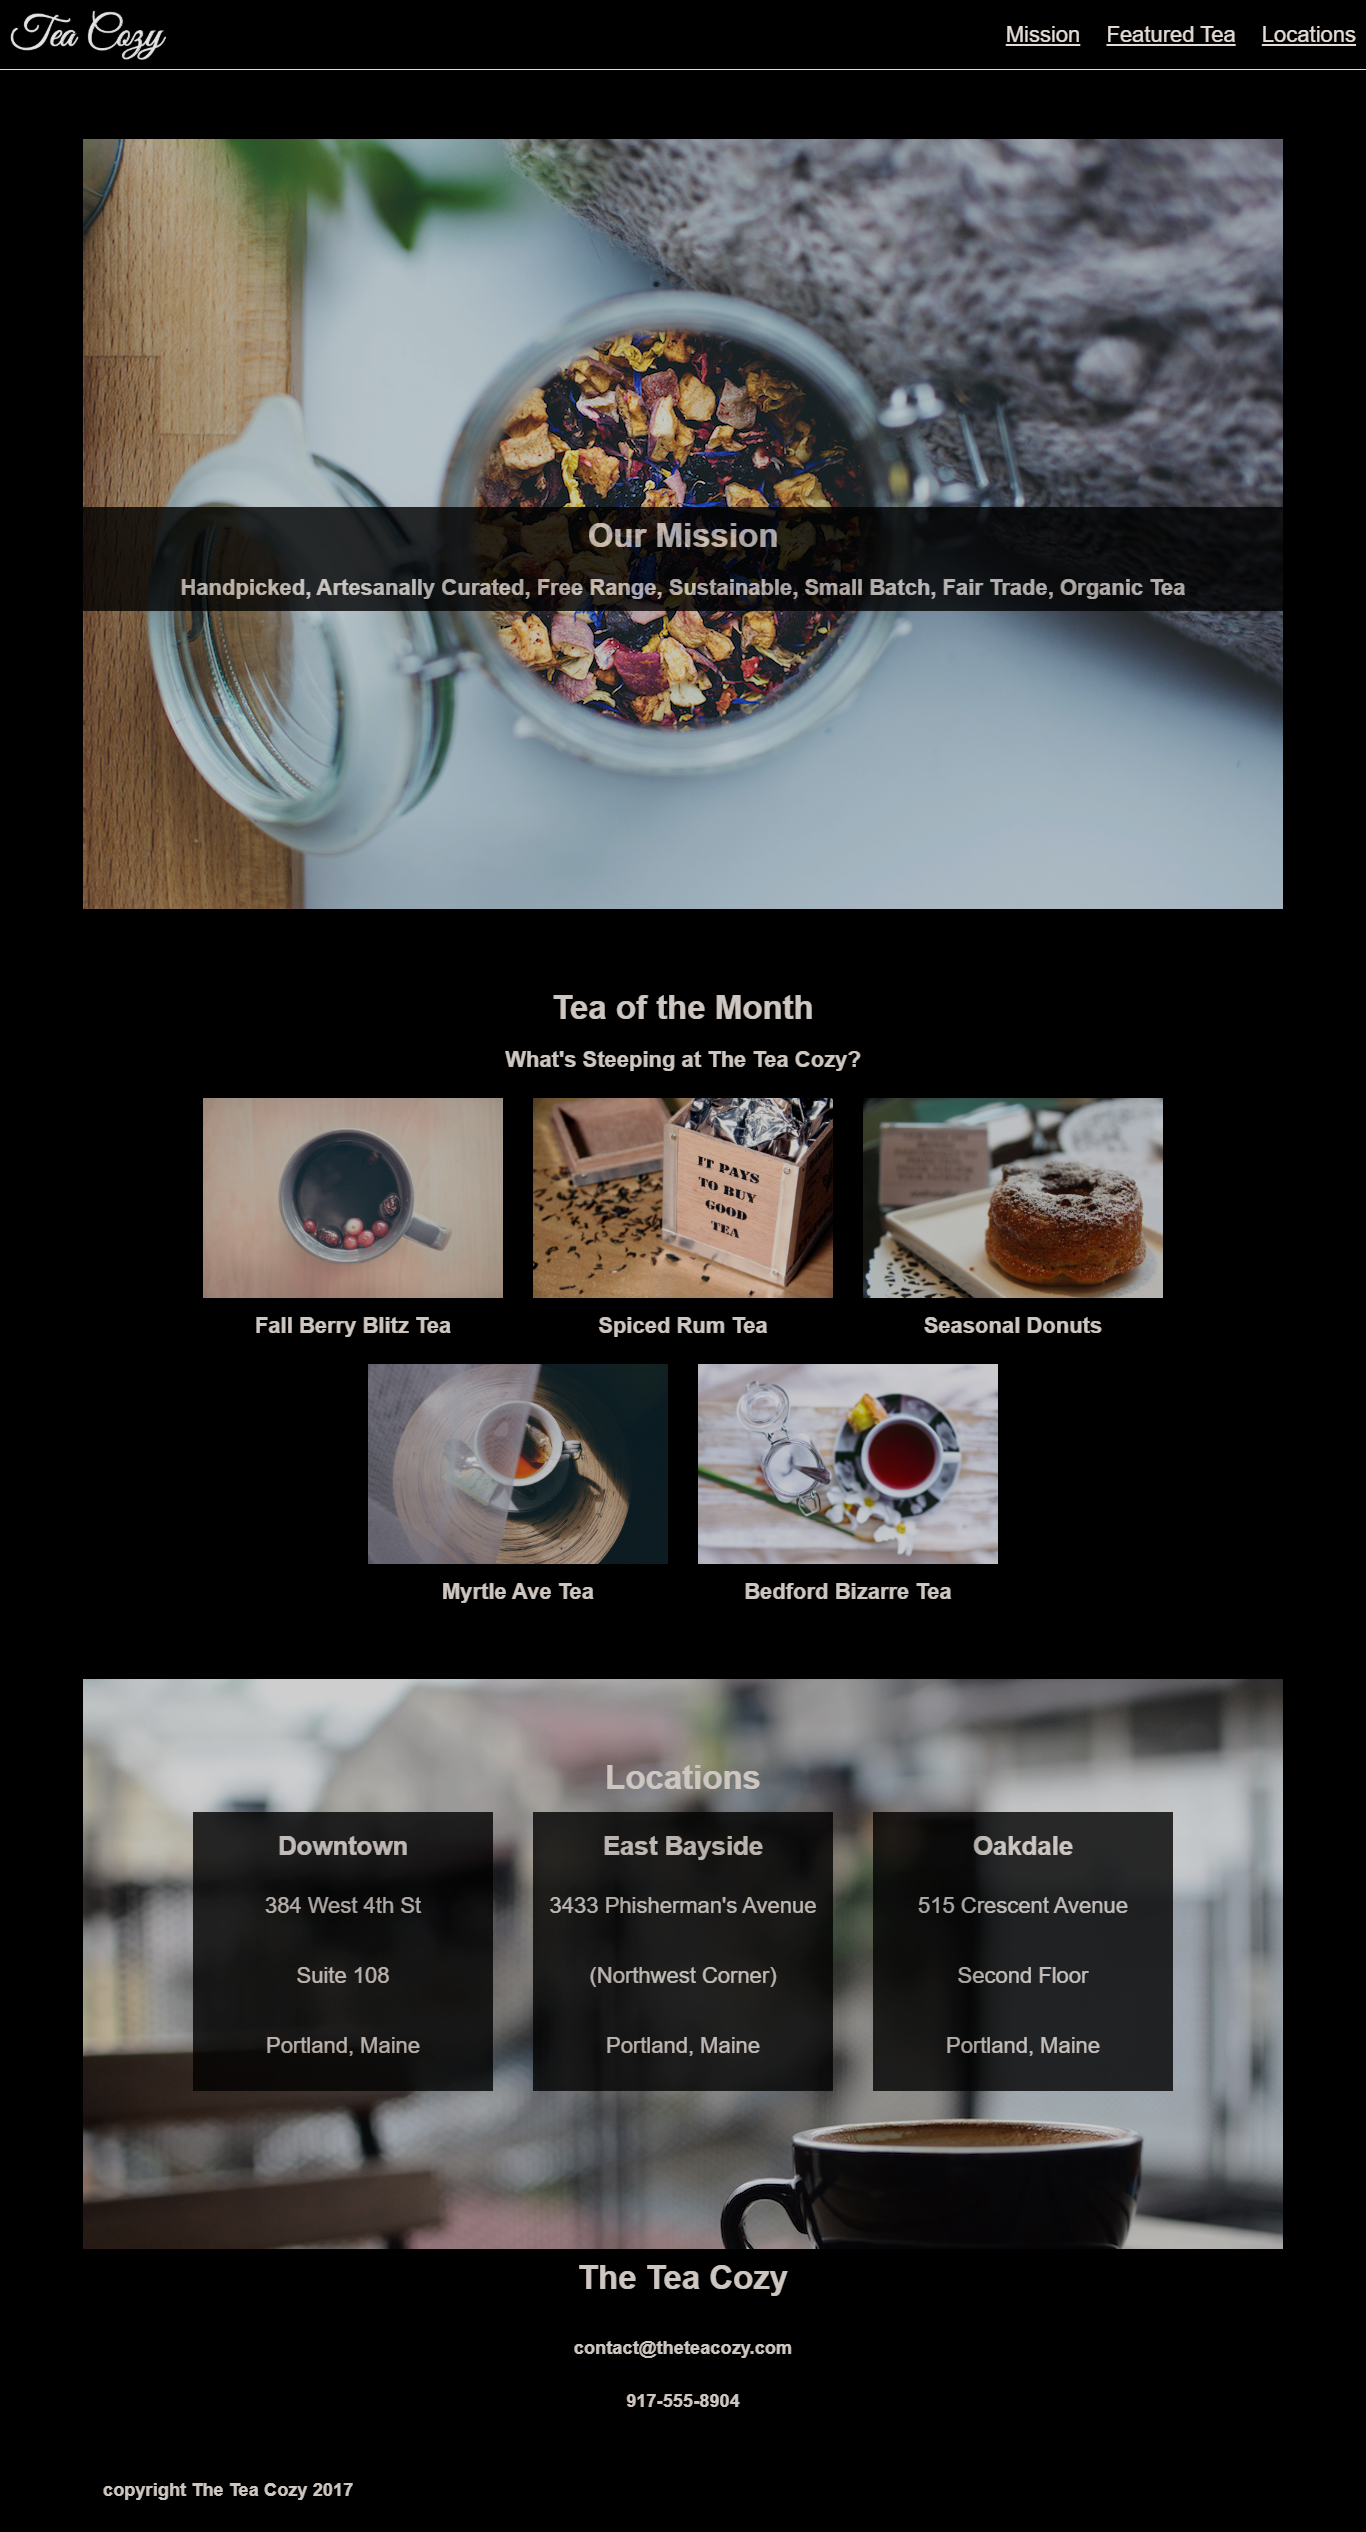 Tea Cozy
Mission Featured Tea Locations
Our Mission
Handpicked, Artesanally Curated, Free Range, Sustainable, Small Batch, Fair Trade, Organic Tea
Tea of the Month
What's Steeping at The Tea Cozy?
IT PAYS
TO BUY
GOOD
TEA
Fall Berry Blitz Tea
Spiced Rum Tea
Seasonal Donuts
Myrtle Ave Tea
Bedford Bizarre Tea
Locations
Downtown
384 West 4th St
Suite 108
Portland, Maine
East Bayside
3433 Phisherman's Avenue
(Northwest Corner)
Portland, Maine
Oakdale
515 Crescent Avenue
Second Floor
Portland, Maine
The Tea Cozy
contact@theteacozy.com
917-555-8904
copyright The Tea Cozy 2017